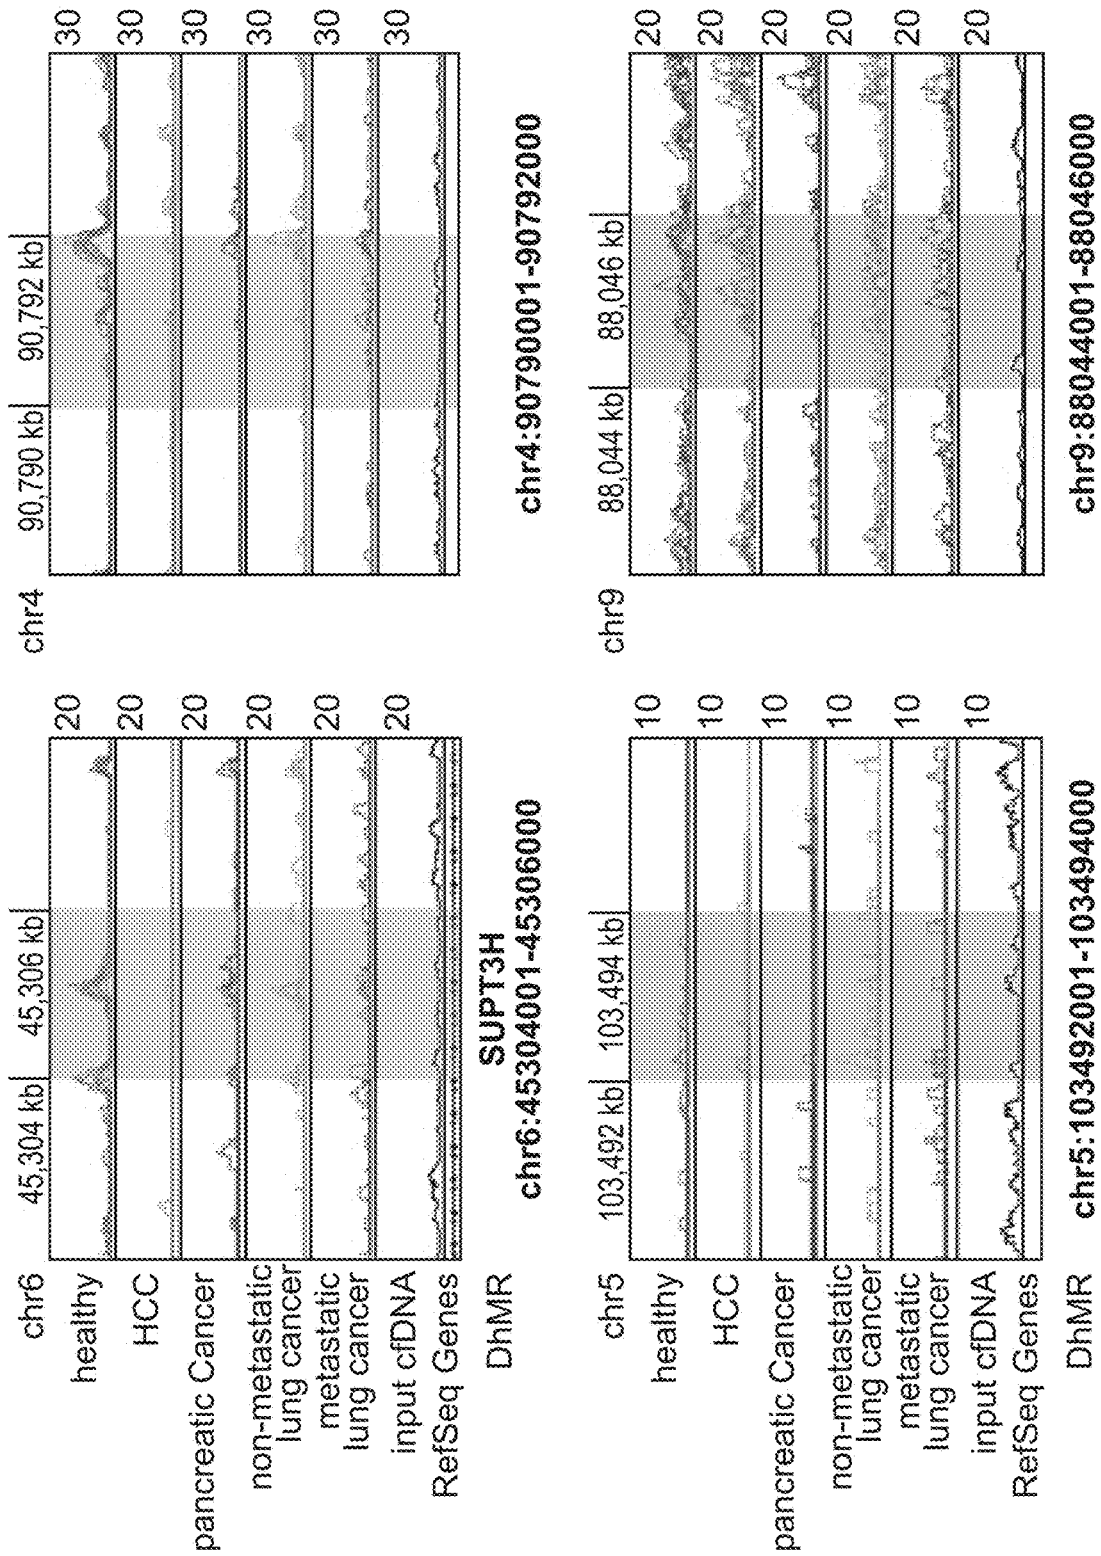 chr6
45,304 kb
45,306 kb
healthy
20
HCC
20
pancreatic Cancer
20
non-metastatic
lung cancer
20
metastatic
lung cancer
20
input cfDNA
20
RefSeq Genes
SUPT3H
DhMR
chr6:45304001-45306000
chr4
90,790 kb
90,792 kb
30
30
30
30
30
30
chr4:90790001-90792000
chr5
103,492 kb
103,494 kb
healthy
10
HCC
10
pancreatic Cancer
10
non-metastatic
lung cancer
10
metastatic
lung cancer
10
input cfDNA
10
RefSeq Genes
DhMR
chr5:103492001-103494000
chr9
88,044 kb
88,046 kb
20
20
20
20
20
20
chr9:88044001-88046000